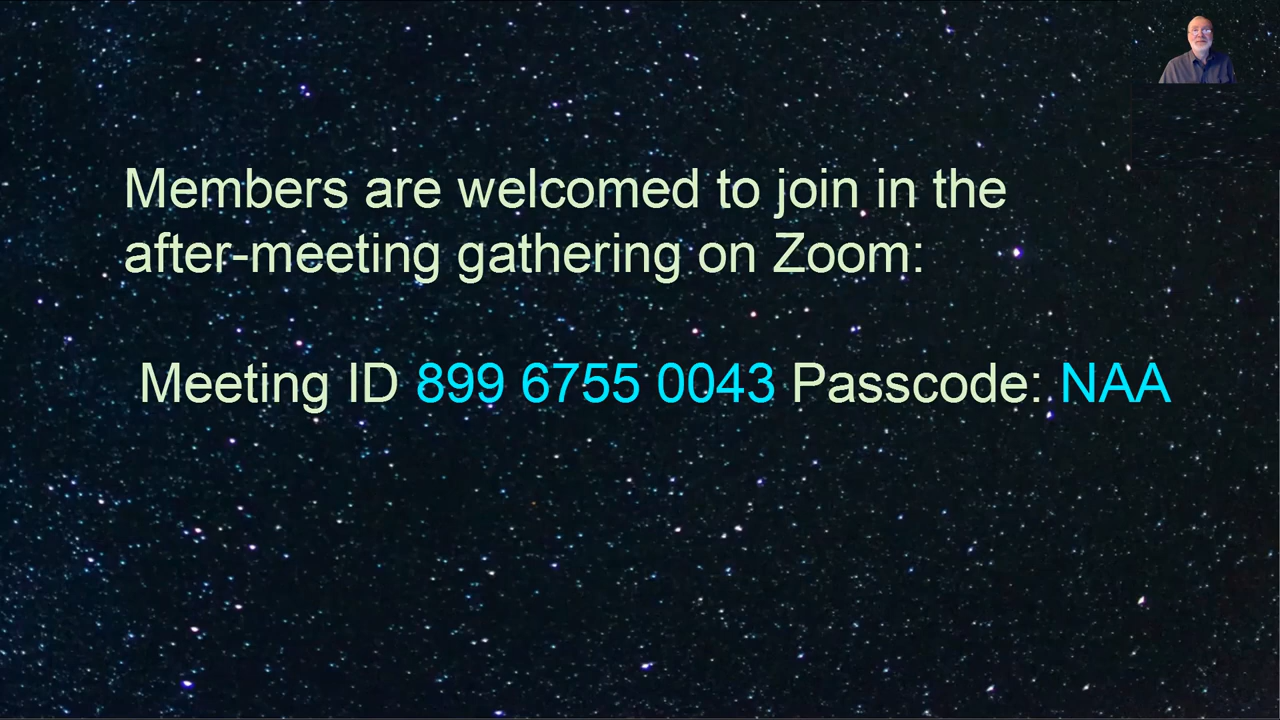 Members are welcomed to join in the
after-meeting gathering on Zoom:
Meeting ID 899 6755 0043 Passcode: NAA